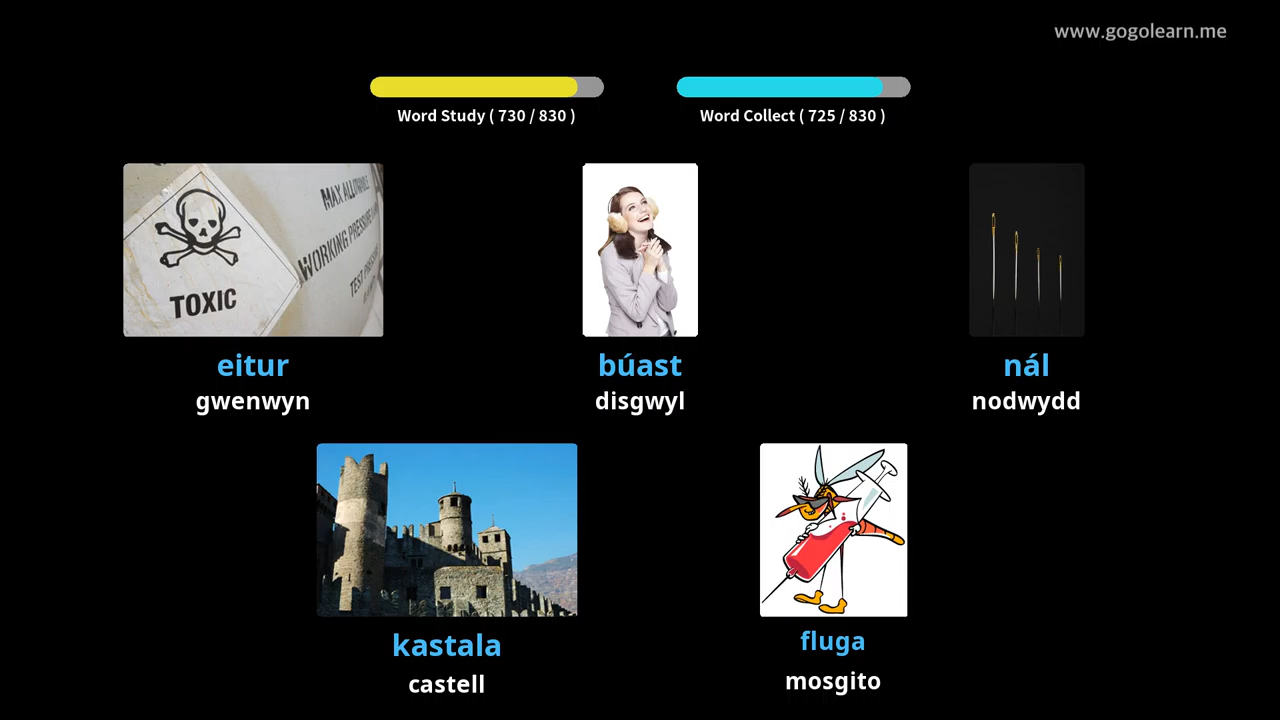 www.gogolearn.me
Word Study ( 730 / 830 )
Word Collect ( 725 / 830 )
TOXIC
MAX ALLOWABLE
WORKING PRESSURE
eitur
gwenwyn
búast
disgwyl
nál
nodwydd
kastala
castell
fluga
mosgito